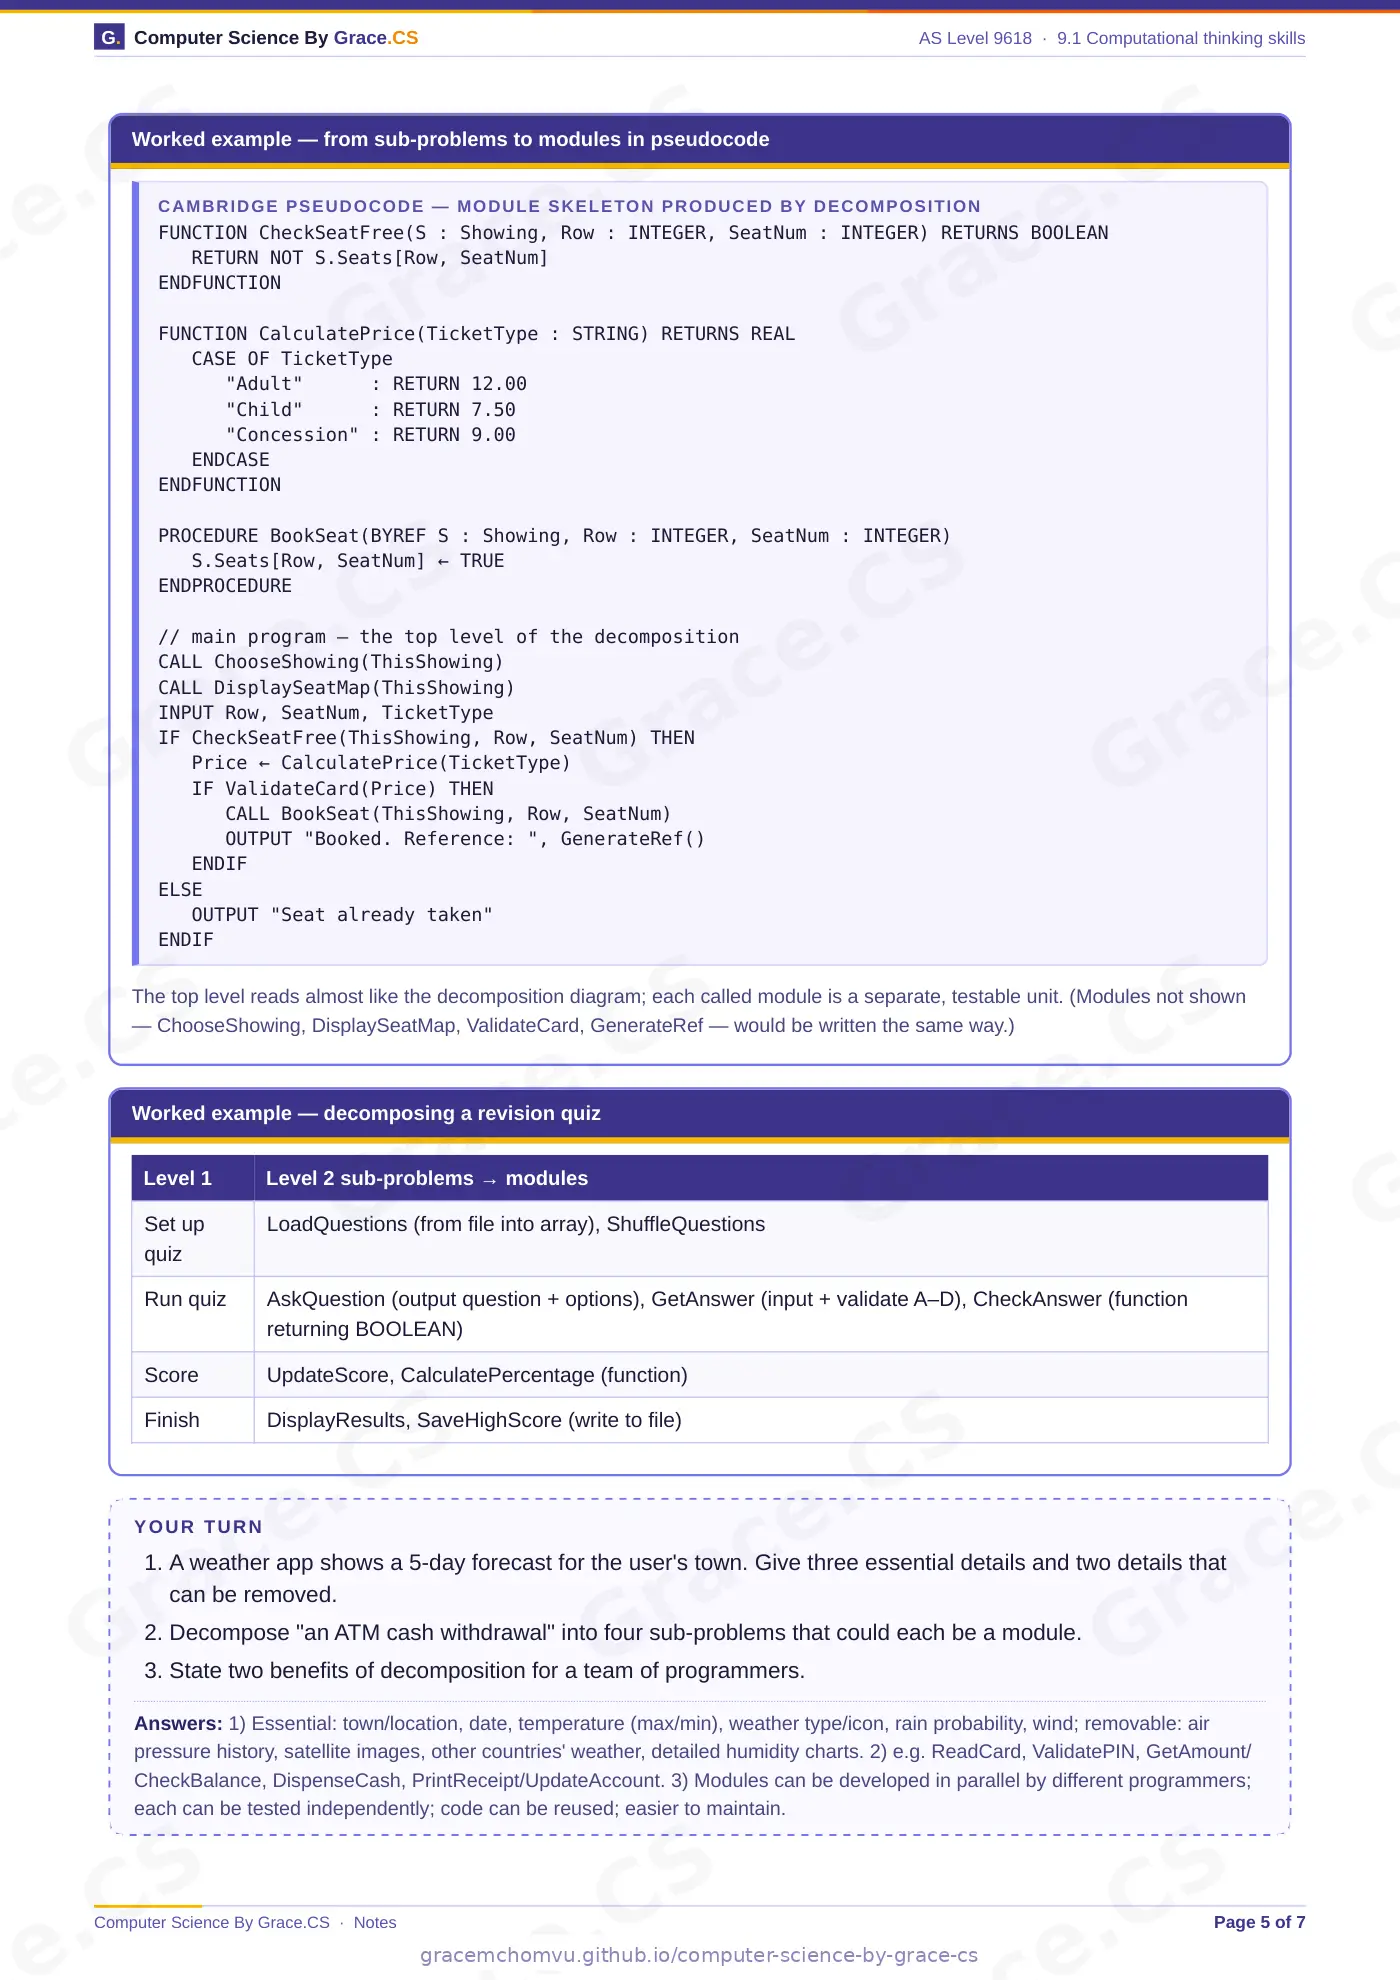 G. Computer Science By Grace.CS
AS Level 9618 · 9.1 Computational thinking skills
Worked example — from sub-problems to modules in pseudocode
CAMBRIDGE PSEUDOCODE — MODULE SKELETON PRODUCED BY DECOMPOSITION
FUNCTION CheckSeatFree(S : Showing, Row : INTEGER, SeatNum : INTEGER) RETURNS BOOLEAN
   RETURN NOT S.Seats[Row, SeatNum]
ENDFUNCTION

FUNCTION CalculatePrice(TicketType : STRING) RETURNS REAL
   CASE OF TicketType
      "Adult"      : RETURN 12.00
      "Child"      : RETURN 7.50
      "Concession" : RETURN 9.00
   ENDCASE
ENDFUNCTION

PROCEDURE BookSeat(BYREF S : Showing, Row : INTEGER, SeatNum : INTEGER)
   S.Seats[Row, SeatNum] ← TRUE
ENDPROCEDURE

// main program — the top level of the decomposition
CALL ChooseShowing(ThisShowing)
CALL DisplaySeatMap(ThisShowing)
INPUT Row, SeatNum, TicketType
IF CheckSeatFree(ThisShowing, Row, SeatNum) THEN
   Price ← CalculatePrice(TicketType)
   IF ValidateCard(Price) THEN
      CALL BookSeat(ThisShowing, Row, SeatNum)
      OUTPUT "Booked. Reference: ", GenerateRef()
   ENDIF
ELSE
   OUTPUT "Seat already taken"
ENDIF
The top level reads almost like the decomposition diagram; each called module is a separate, testable unit. (Modules not shown
— ChooseShowing, DisplaySeatMap, ValidateCard, GenerateRef — would be written the same way.)
Worked example — decomposing a revision quiz
Level 1 Level 2 sub-problems → modules
Set up LoadQuestions (from file into array), ShuffleQuestions
quiz
Run quiz AskQuestion (output question + options), GetAnswer (input + validate A–D), CheckAnswer (function
returning BOOLEAN)
Score UpdateScore, CalculatePercentage (function)
Finish DisplayResults, SaveHighScore (write to file)
YOUR TURN
1. A weather app shows a 5-day forecast for the user's town. Give three essential details and two details that
can be removed.
2. Decompose "an ATM cash withdrawal" into four sub-problems that could each be a module.
3. State two benefits of decomposition for a team of programmers.
Answers: 1) Essential: town/location, date, temperature (max/min), weather type/icon, rain probability, wind; removable: air
pressure history, satellite images, other countries' weather, detailed humidity charts. 2) e.g. ReadCard, ValidatePIN, GetAmount/
CheckBalance, DispenseCash, PrintReceipt/UpdateAccount. 3) Modules can be developed in parallel by different programmers;
each can be tested independently; code can be reused; easier to maintain.
Computer Science By Grace.CS · Notes
Page 5 of 7
gracemchomvu.github.io/computer-science-by-grace-cs